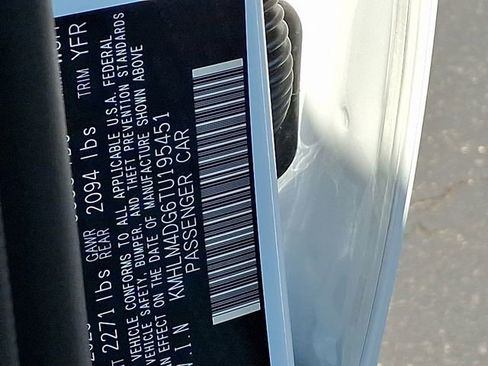 TRIM YFR
2271 lbs GAWR REAR 2094 lbs
VEHICLE CONFORMS TO ALL APPLICABLE U.S.A. FEDERAL
VEHICLE SAFETY, BUMPER, AND THEFT PREVENTION STANDARDS
IN EFFECT ON THE DATE OF MANUFACTURE SHOWN ABOVE
V.I.N KMHLM4DG6TU195451
PASSENGER CAR